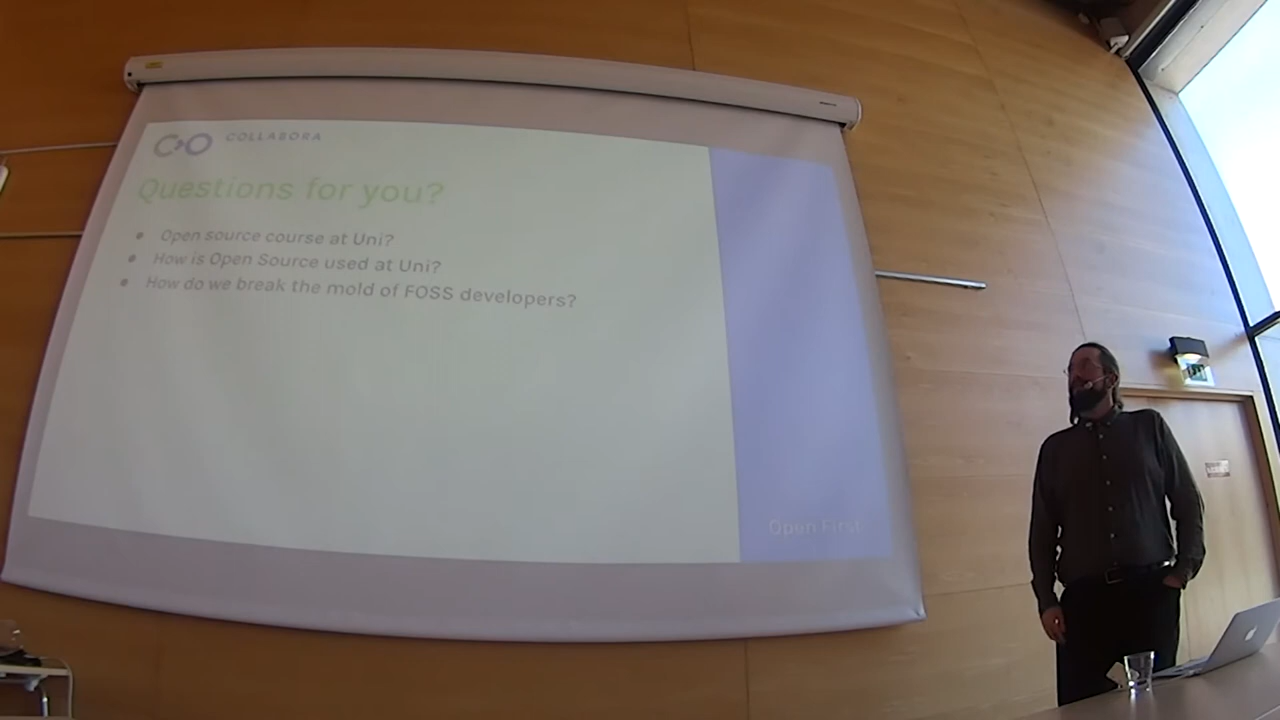 COLLABORA
Questions for you?
Open source course at Uni?
How is Open Source used at Uni?
How do we break the mold of FOSS developers?
Open First